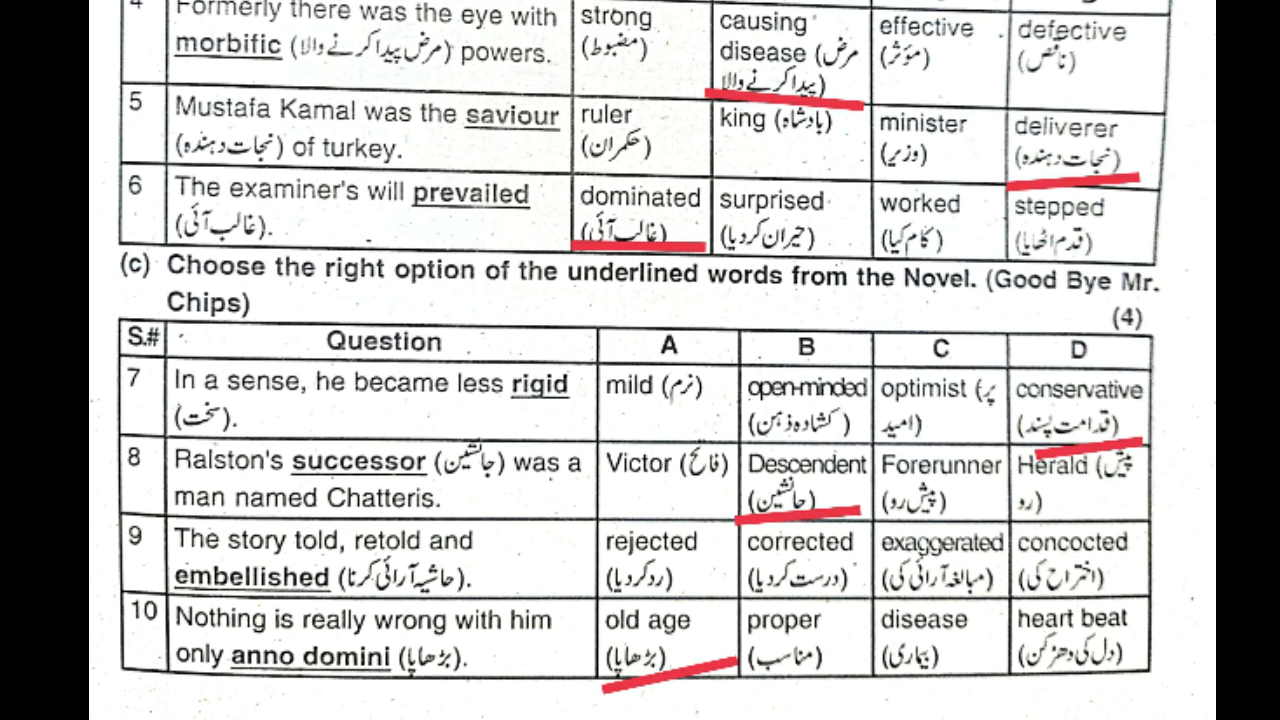 4 Formerly there was the eye with strong causing effective defective
morbific (مرض پیدا کرنے والا) powers. (مضبوط) disease (مرض (مؤثر) (ناقص)
پیدا کرنے والا)
5 Mustafa Kamal was the saviour ruler king (بادشاہ) minister deliverer
(نجات دہندہ) of turkey. (حکمران) (وزیر) (نجات دہندہ)
6 The examiner's will prevailed dominated surprised worked stepped
(غالب آئی). (غالب آئی) (حیران کر دیا) (کام کیا) (قدم اٹھایا)
(c) Choose the right option of the underlined words from the Novel. (Good Bye Mr.
Chips) (4)
S.# Question A B C D
7 In a sense, he became less rigid mild (نرم) open-minded optimist (پر conservative
(سخت). (کشادہ ذہن) امید) (قدامت پسند)
8 Ralston's successor (جانشین) was a Victor (فاتح) Descendent Forerunner Herald (پیش
man named Chatteris. (جانشین) (پیش رو) رو)
9 The story told, retold and rejected corrected exaggerated concocted
embellished (حاشیہ آرائی کرنا). (رد کر دیا) (درست کر دیا) (مبالغہ آرائی کی) (اختراح کی)
10 Nothing is really wrong with him old age proper disease heart beat
only anno domini (بڑھاپا). (بڑھاپا) (مناسب) (بیماری) (دل کی دھڑکن)